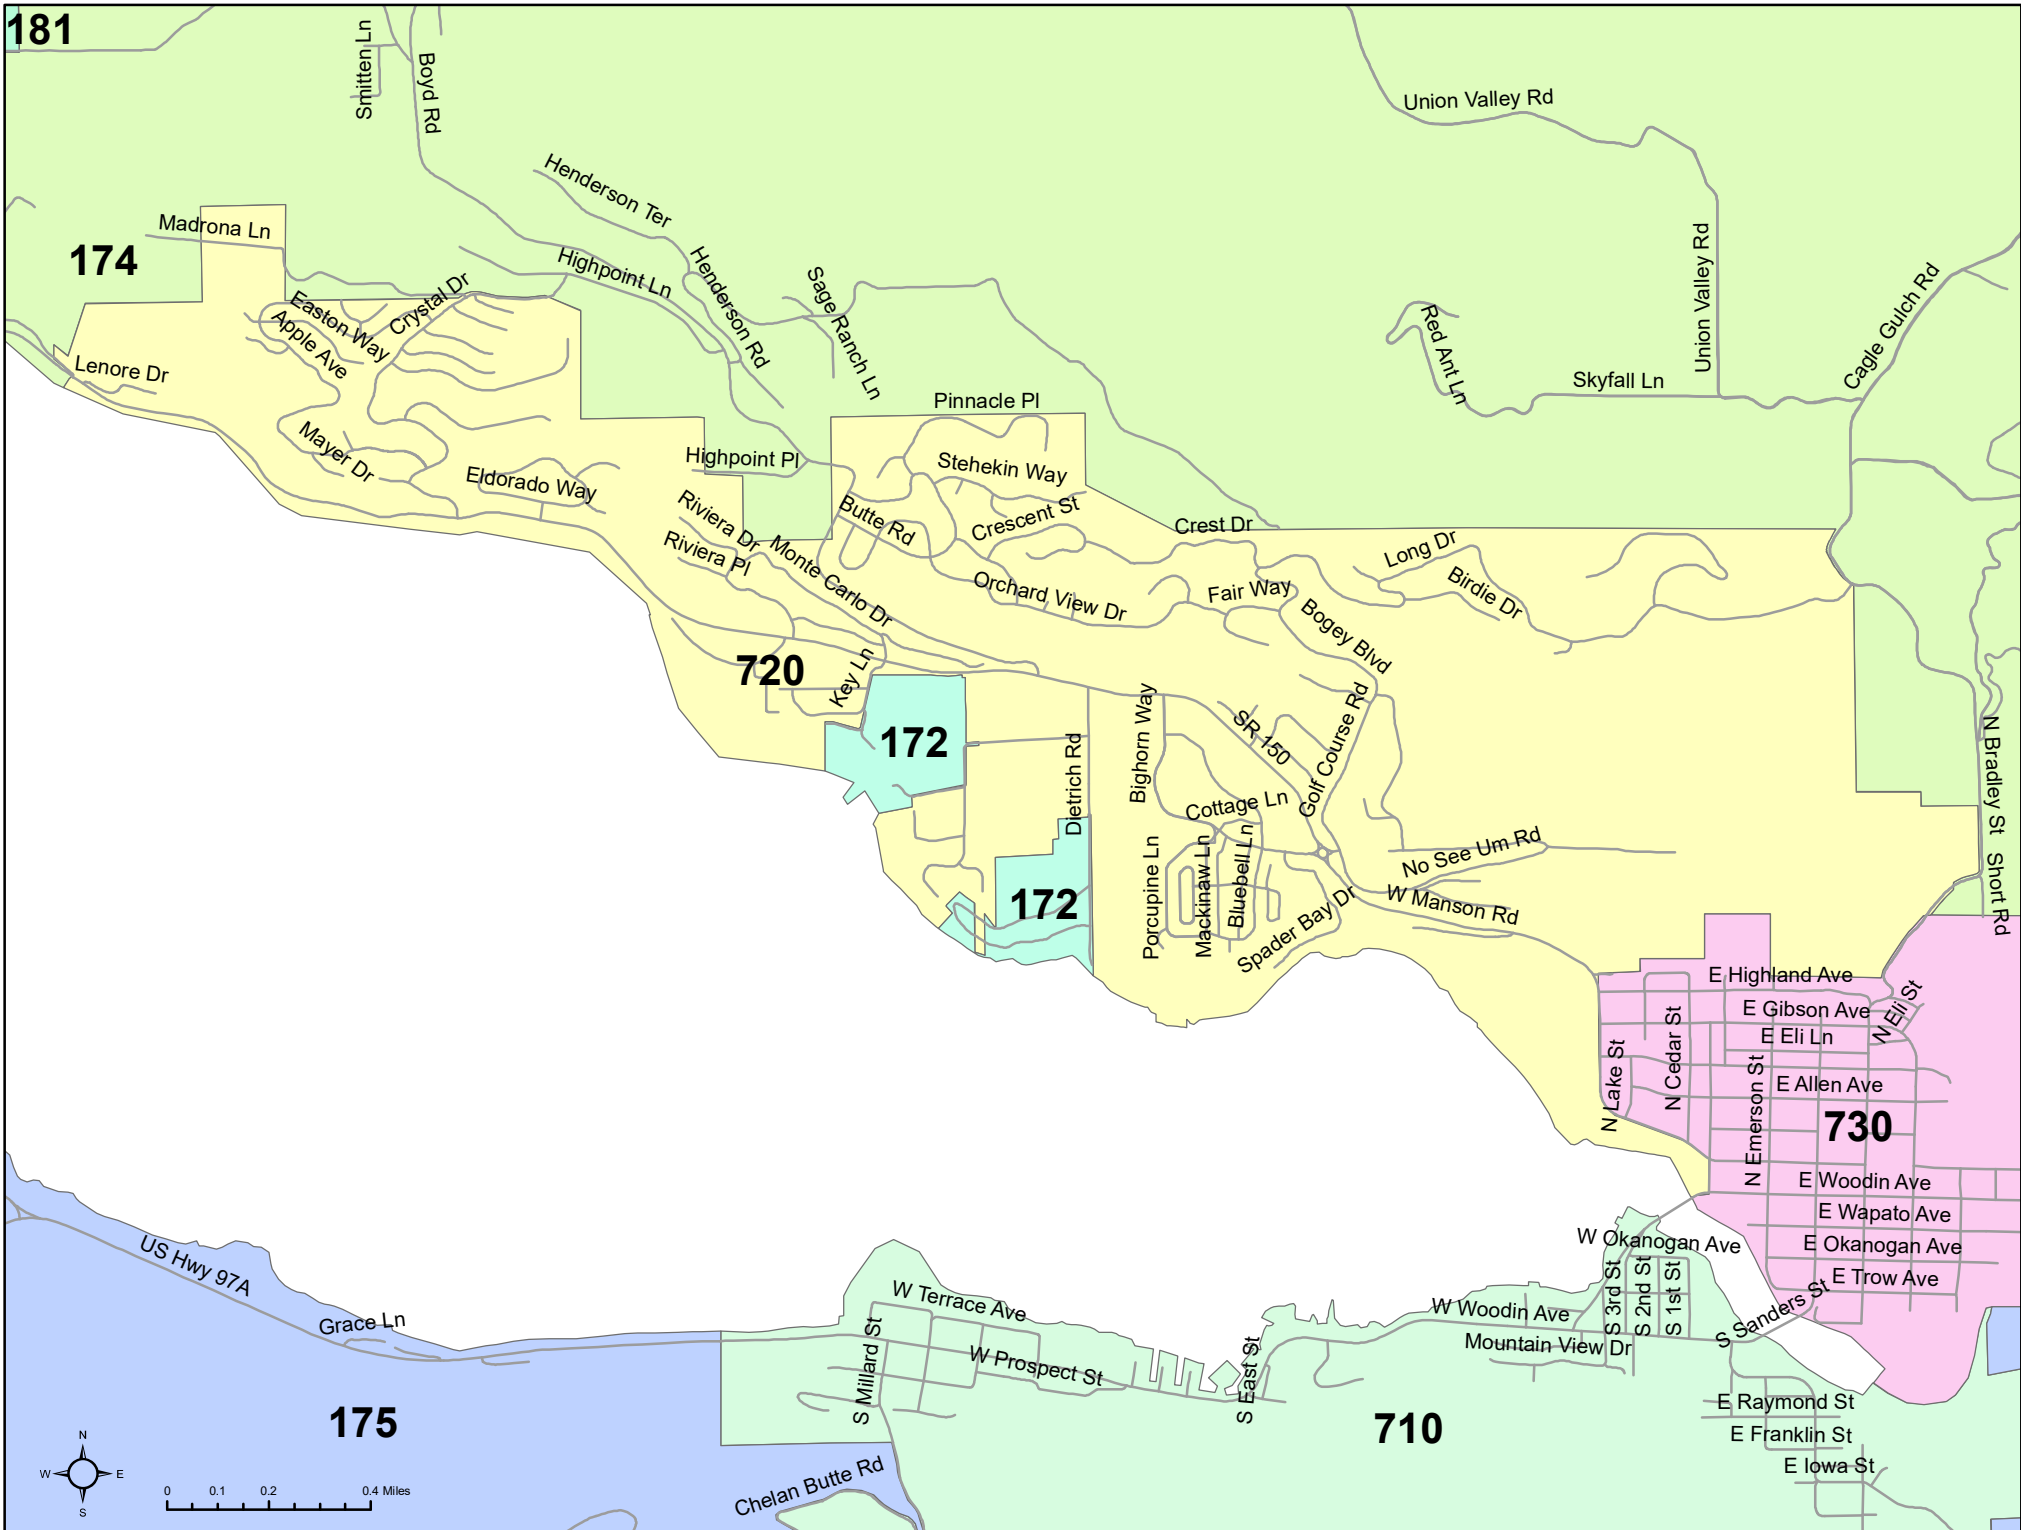 181
Smitten Ln
Boyd Rd
Union Valley Rd
Henderson Ter
Madrona Ln
174
Highpoint Ln
Henderson Rd
Sage Ranch Ln
Union Valley Rd
Cagle Gulch Rd
Crystal Dr
Easton Way
Apple Ave
Red Ant Ln
Lenore Dr
Skyfall Ln
Pinnacle Pl
Mayer Dr
Highpoint Pl
Stehekin Way
Eldorado Way
Riviera Dr
Butte Rd
Crescent St
Crest Dr
Riviera Pl
Monte Carlo Dr
Long Dr
Orchard View Dr
Fair Way
Birdie Dr
Bogey Blvd
720
Key Ln
172
Bighorn Way
SR 150
Golf Course Rd
Dietrich Rd
N Bradley St
Cottage Ln
No See Um Rd
Short Rd
172
Porcupine Ln
Mackinaw Ln
Bluebell Ln
Spader Bay Dr
W Manson Rd
E Highland Ave
E Gibson Ave
N Eli St
E Eli Ln
N Cedar St
N Lake St
E Allen Ave
N Emerson St
730
E Woodin Ave
E Wapato Ave
W Okanogan Ave
E Okanogan Ave
E Trow Ave
US Hwy 97A
S 3rd St
S 2nd St
S 1st St
S Sanders St
W Terrace Ave
W Woodin Ave
Grace Ln
Mountain View Dr
S Millard St
W Prospect St
S East St
175
710
E Raymond St
E Franklin St
E Iowa St
Chelan Butte Rd
N
W E
S
0 0.1 0.2 0.4 Miles